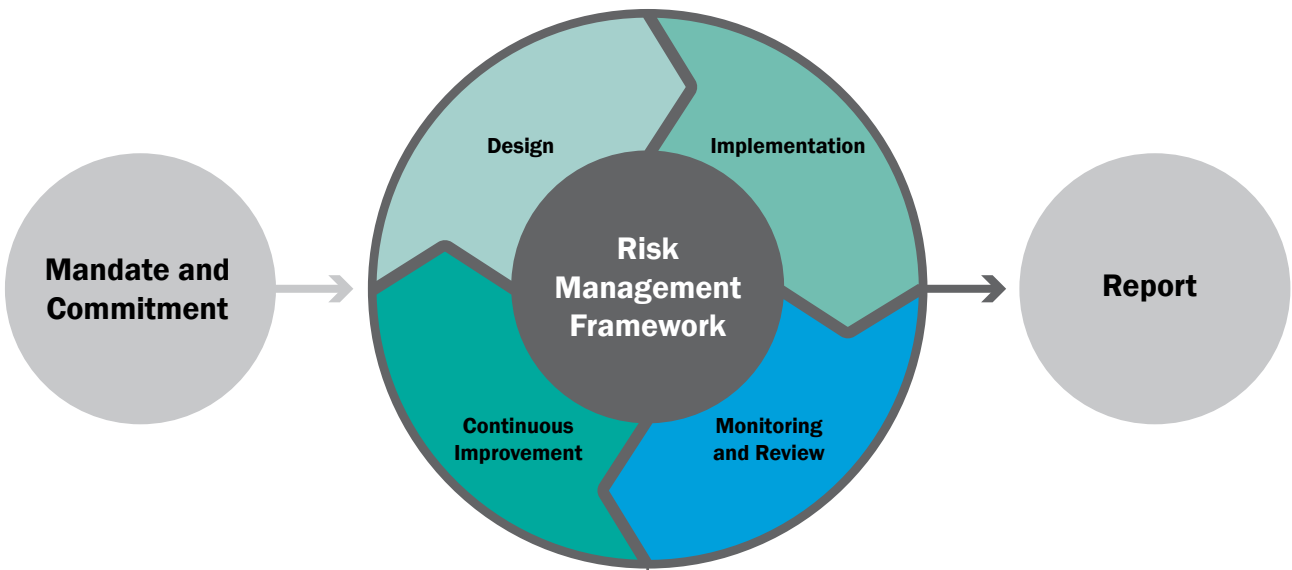 Mandate and
Commitment
Design
Implementation
Risk
Management
Framework
Continuous
Improvement
Monitoring
and Review
Report